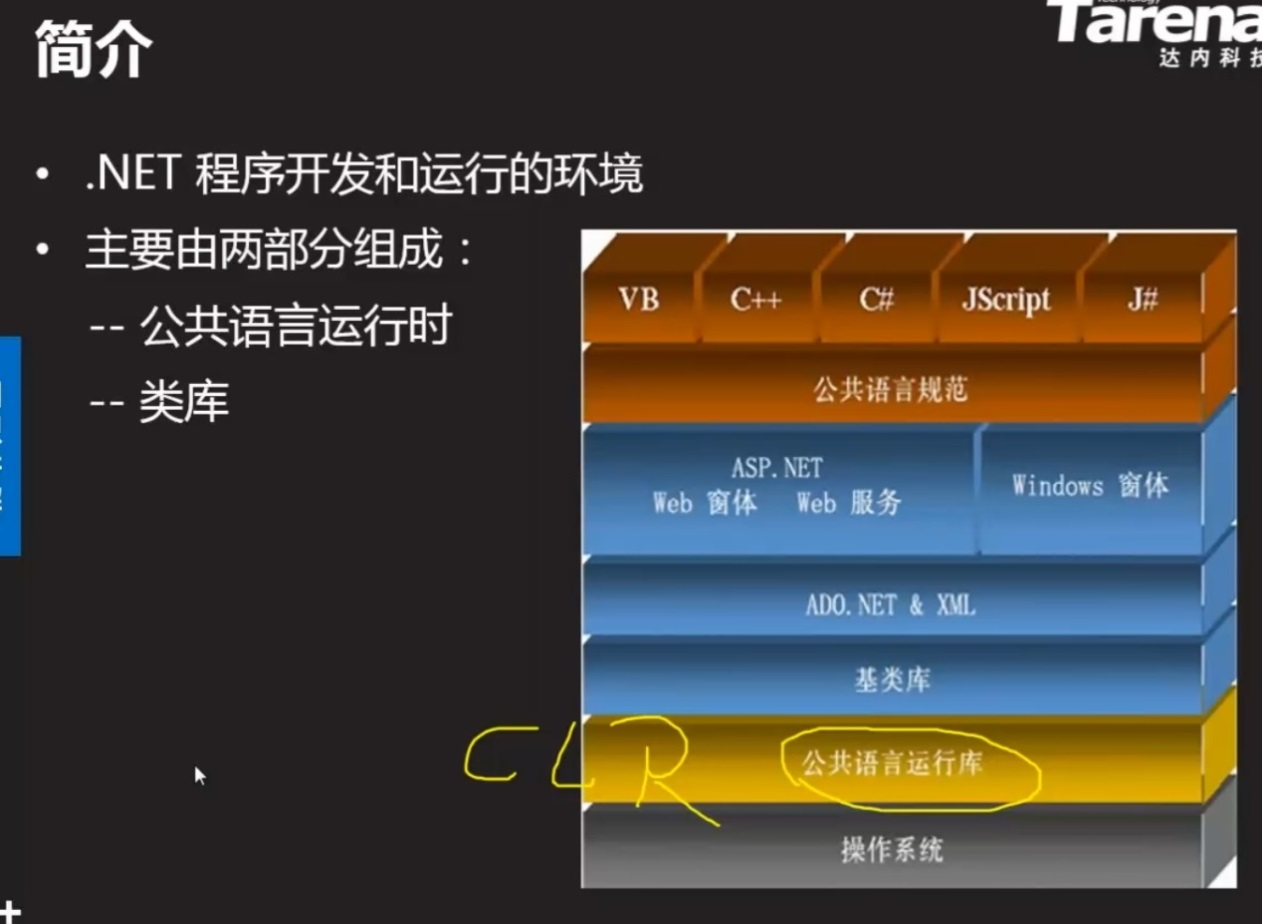 简介
Tarena
达内科技
• .NET 程序开发和运行的环境
• 主要由两部分组成：
-- 公共语言运行时
-- 类库
VB C++ C# JScript J#
公共语言规范
ASP.NET
Web 窗体 Web 服务
Windows 窗体
ADO.NET & XML
基类库
CLR
公共语言运行库
操作系统